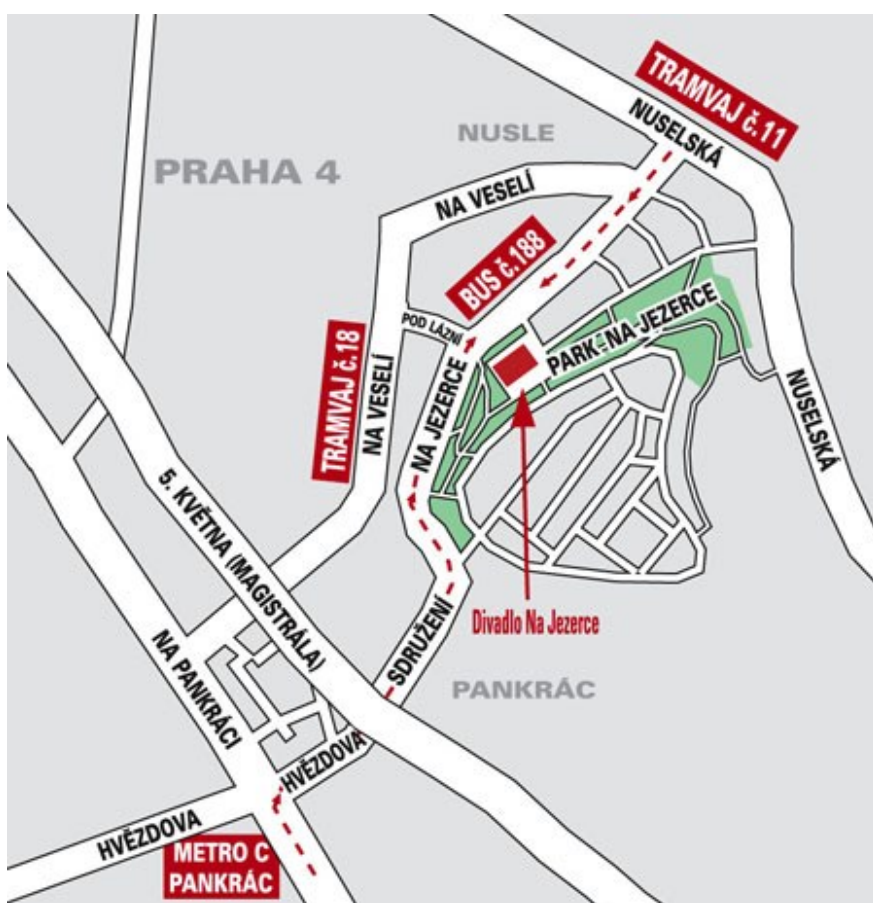 TRAMVAJ č.11
NUSELSKÁ
NUSLE
PRAHA 4
NA VESELÍ
BUS č.188
POD LÁZNÍ
PARK-NA-JEZERCE
TRAMVAJ č.18
NA VESELÍ
NA JEZERCE
NUSELSKÁ
5. KVĚTNA (MAGISTRÁLA)
Divadlo Na Jezerce
SDRUŽENÍ
PANKRÁC
NA PANKRÁCI
HVĚZDOVA
HVĚZDOVA
METRO C
PANKRÁC